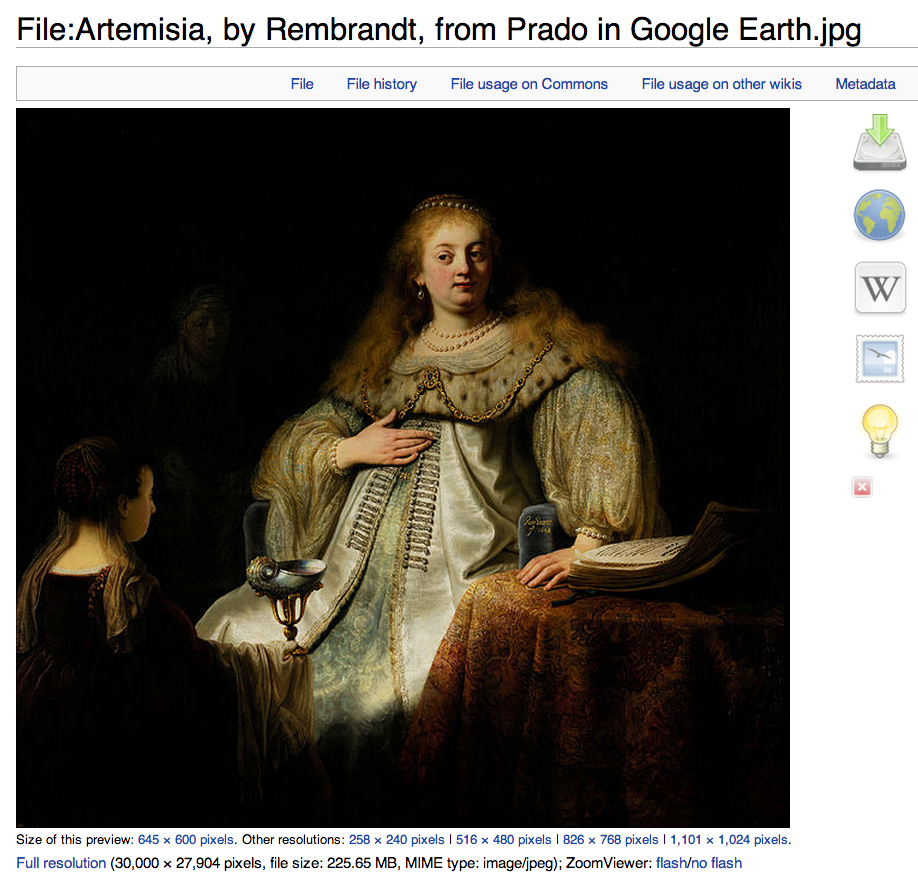 File:Artemisia, by Rembrandt, from Prado in Google Earth.jpg
File File history File usage on Commons File usage on other wikis Metadata
W
Size of this preview: 645 × 600 pixels. Other resolutions: 258 × 240 pixels | 516 × 480 pixels | 826 × 768 pixels | 1,101 × 1,024 pixels.
Full resolution (30,000 × 27,904 pixels, file size: 225.65 MB, MIME type: image/jpeg); ZoomViewer: flash/no flash